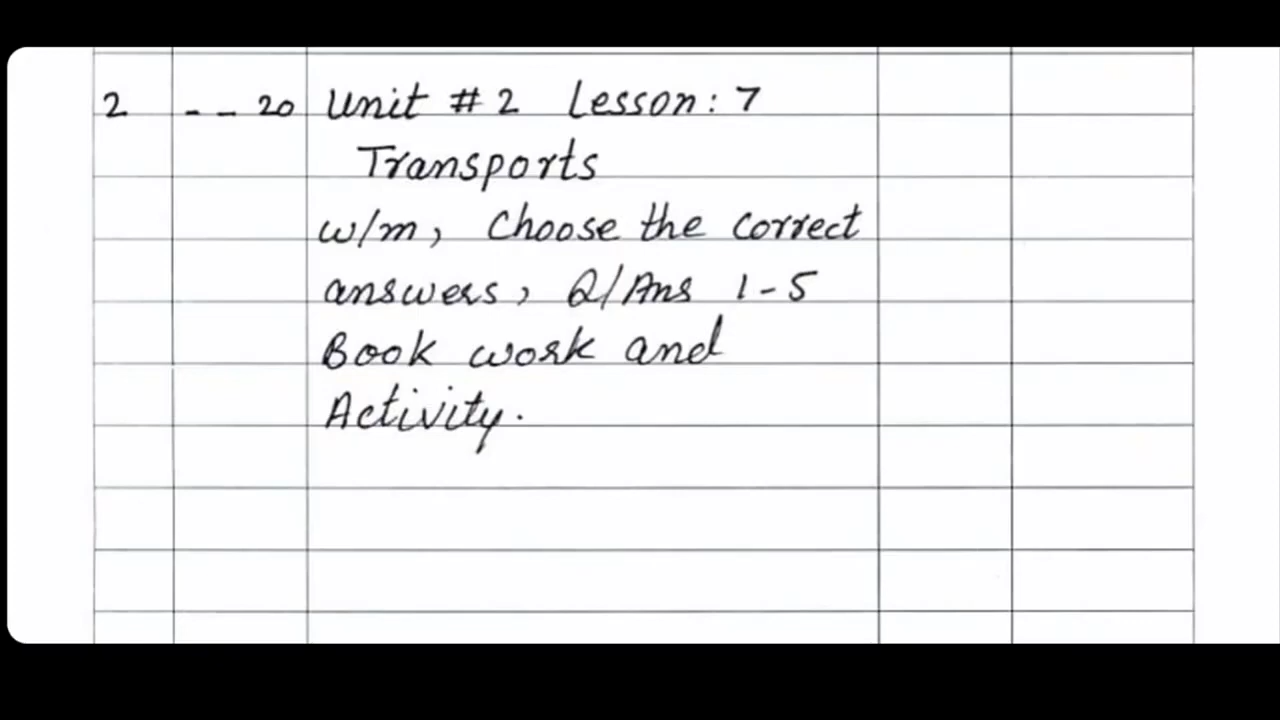 2 _ _ 20 Unit # 2 Lesson: 7
Transports
w/m, Choose the correct
answers, Q/Ans 1-5
Book work and
Activity.